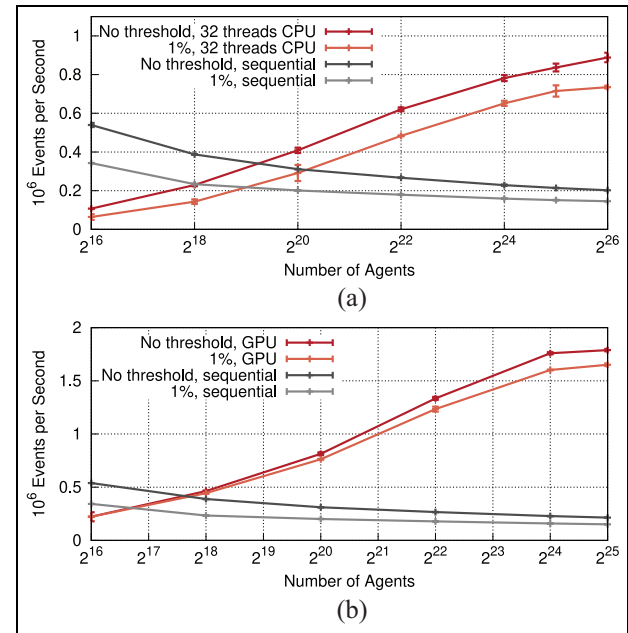 No threshold, 32 threads CPU
1%, 32 threads CPU
No threshold, sequential
1%, sequential
10^6 Events per Second
1
0.8
0.6
0.4
0.2
0
2^16 2^18 2^20 2^22 2^24 2^26
Number of Agents
(a)
No threshold, GPU
1%, GPU
No threshold, sequential
1%, sequential
10^6 Events per Second
2
1.5
1
0.5
0
2^16 2^17 2^18 2^19 2^20 2^21 2^22 2^23 2^24 2^25
Number of Agents
(b)